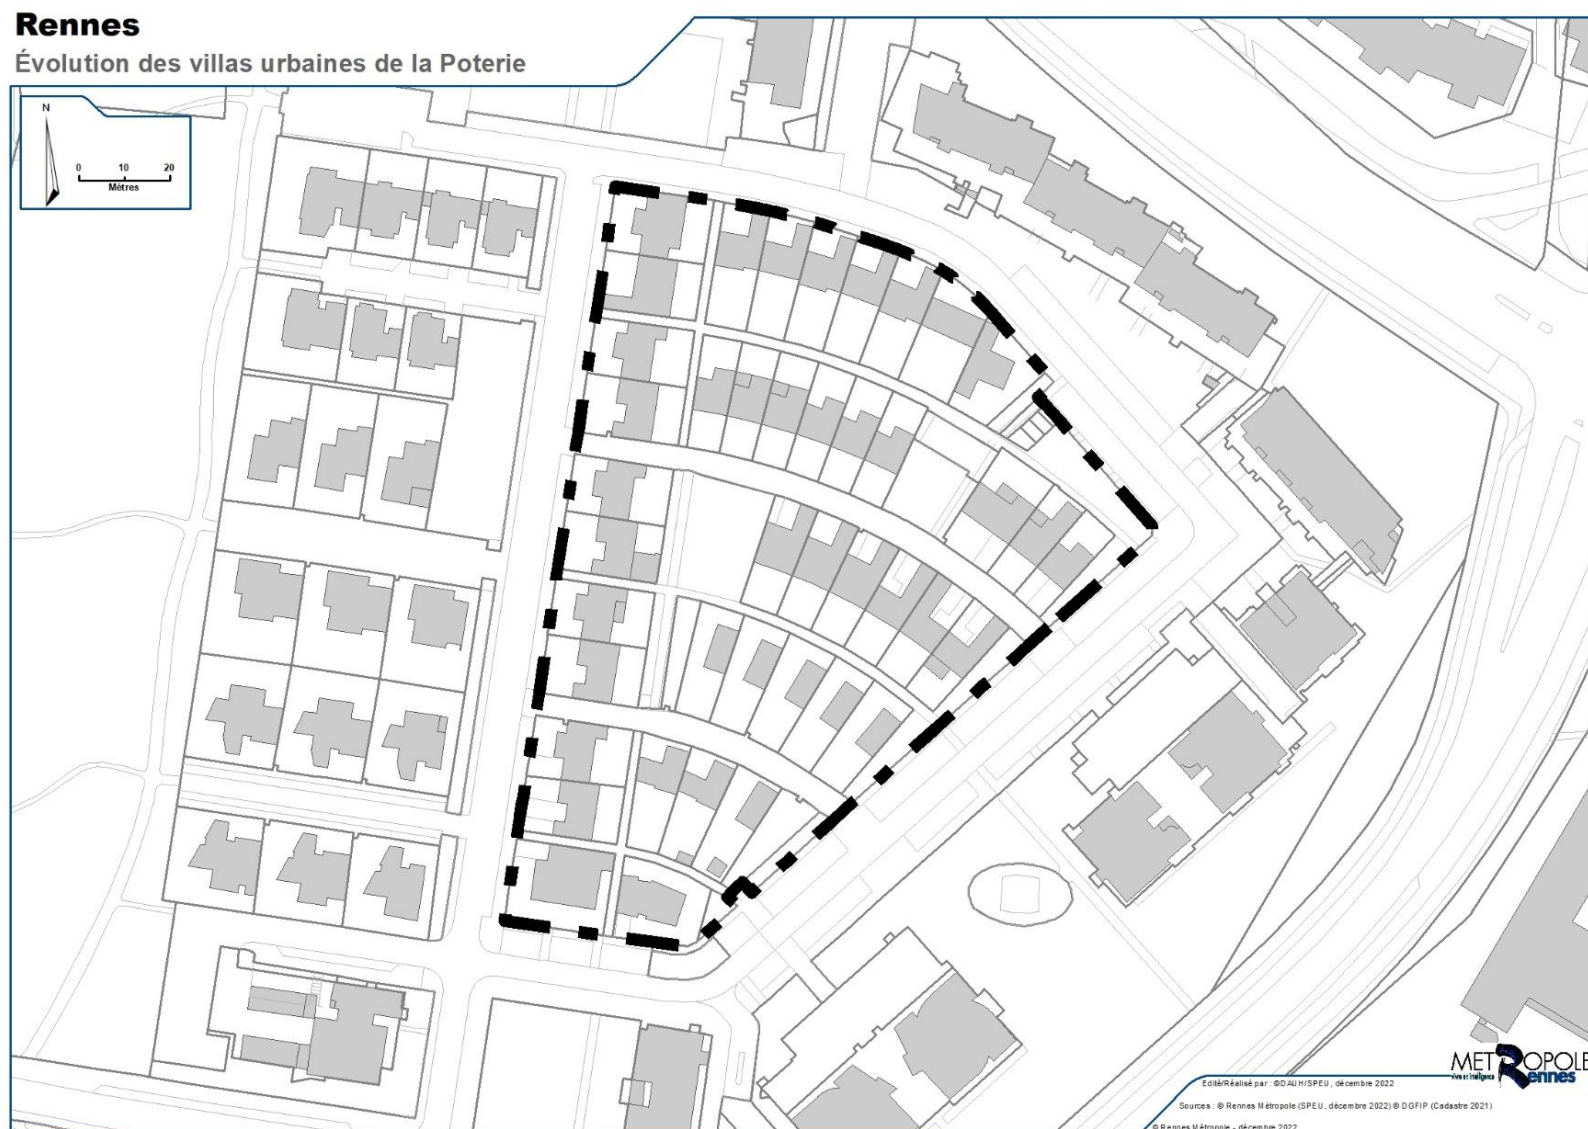 Rennes
Évolution des villas urbaines de la Poterie
N
0 10 20
Mètres
METROPOLE
Rennes
Edité/Réalisé par : ©DAUH/SPEU, décembre 2022
Sources : © Rennes Métropole (SPEU, décembre 2022) © DGFIP (Cadastre 2021)
© Rennes Métropole - décembre 2022